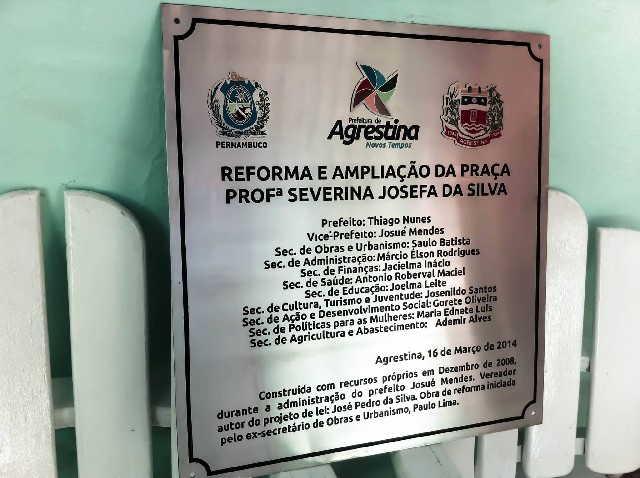 PERNAMBUCO
Prefeitura de
Agrestina
Novos Tempos
REFORMA E AMPLIAÇÃO DA PRAÇA
PROFª SEVERINA JOSEFA DA SILVA
Prefeito: Thiago Nunes
Vice-Prefeito: Josué Mendes
Sec. de Obras e Urbanismo: Saulo Batista
Sec. de Administração: Márcio Élson Rodrigues
Sec. de Finanças: Jacielma Inácio
Sec. de Saúde: Antonio Roberval Maciel
Sec. de Educação: Joelma Leite
Sec. de Cultura, Turismo e Juventude: Josenildo Santos
Sec. de Ação e Desenvolvimento Social: Gorete Oliveira
Sec. de Políticas para as Mulheres: Maria Ednete Luis
Sec. de Agricultura e Abastecimento: Ademir Alves
Agrestina, 16 de Março de 2014
Construída com recursos próprios em Dezembro de 2008,
durante a administração do prefeito Josué Mendes. Vereador
autor do projeto de lei: José Pedro da Silva. Obra de reforma iniciada
pelo ex-secretário de Obras e Urbanismo, Paulo Lima.